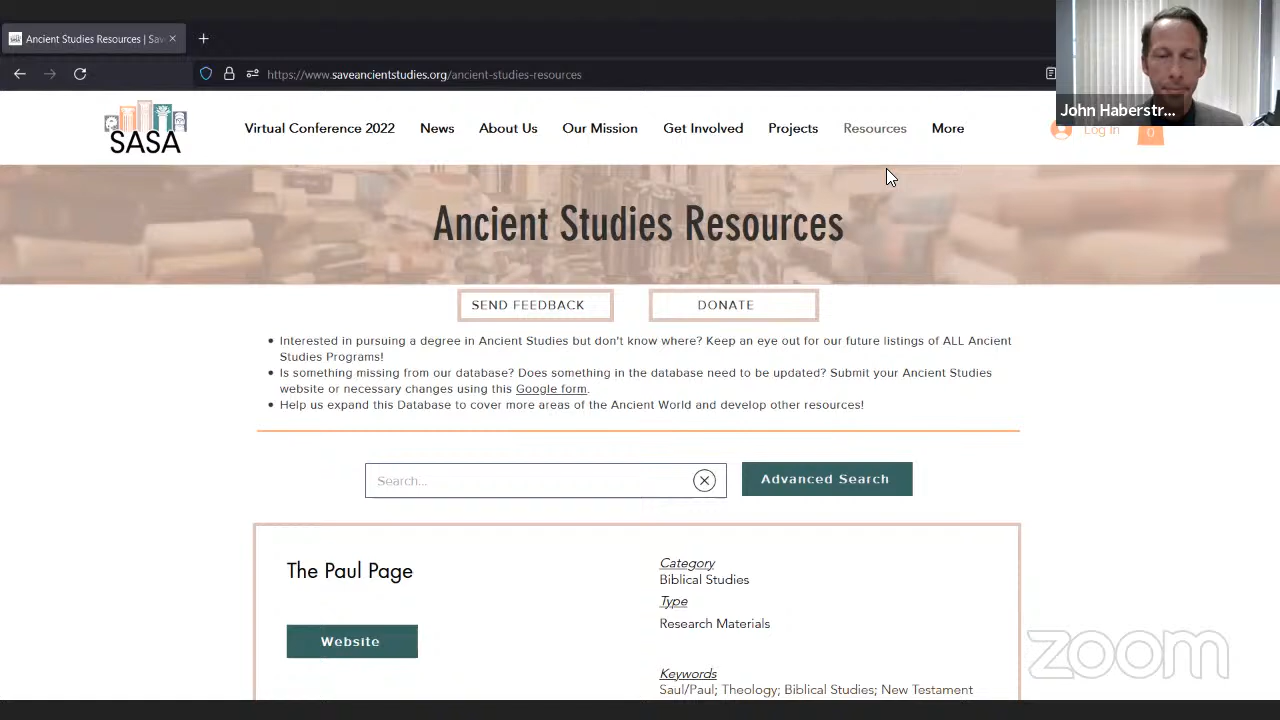 Ancient Studies Resources | Sav
https://www.saveancientstudies.org/ancient-studies-resources
John Haberstr...
SASA
Virtual Conference 2022 News About Us Our Mission Get Involved Projects Resources More
Log In
0
Ancient Studies Resources
SEND FEEDBACK DONATE
• Interested in pursuing a degree in Ancient Studies but don't know where? Keep an eye out for our future listings of ALL Ancient
Studies Programs!
• Is something missing from our database? Does something in the database need to be updated? Submit your Ancient Studies
website or necessary changes using this Google form.
• Help us expand this Database to cover more areas of the Ancient World and develop other resources!
Search... Advanced Search
The Paul Page
Website
Category
Biblical Studies
Type
Research Materials
Keywords
Saul/Paul; Theology; Biblical Studies; New Testament
zoom